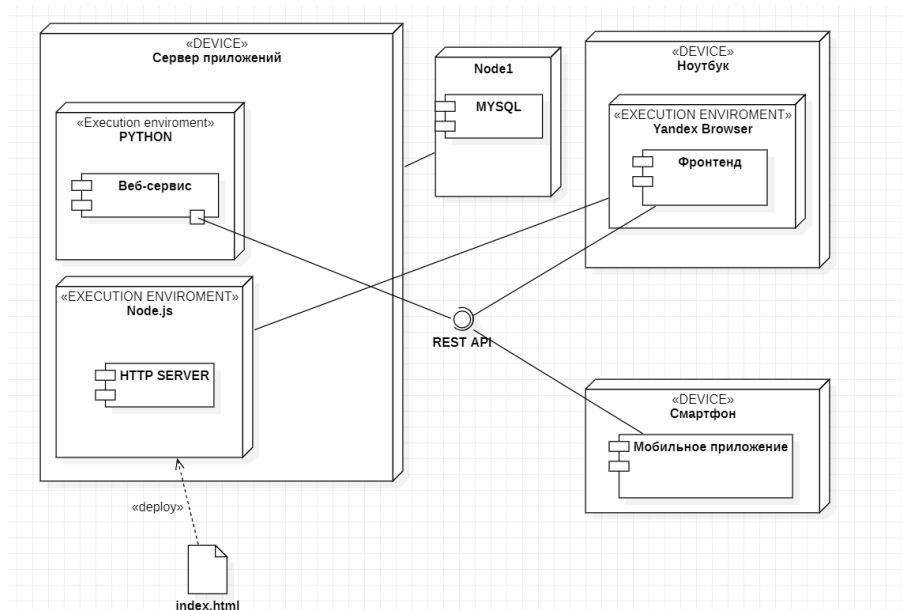 «DEVICE»
Сервер приложений
«Execution enviroment»
PYTHON
Веб-сервис
«EXECUTION ENVIROMENT»
Node.js
HTTP SERVER
«deploy»
index.html
Node1
MYSQL
REST API
«DEVICE»
Ноутбук
«EXECUTION ENVIROMENT»
Yandex Browser
Фронтенд
«DEVICE»
Смартфон
Мобильное приложение